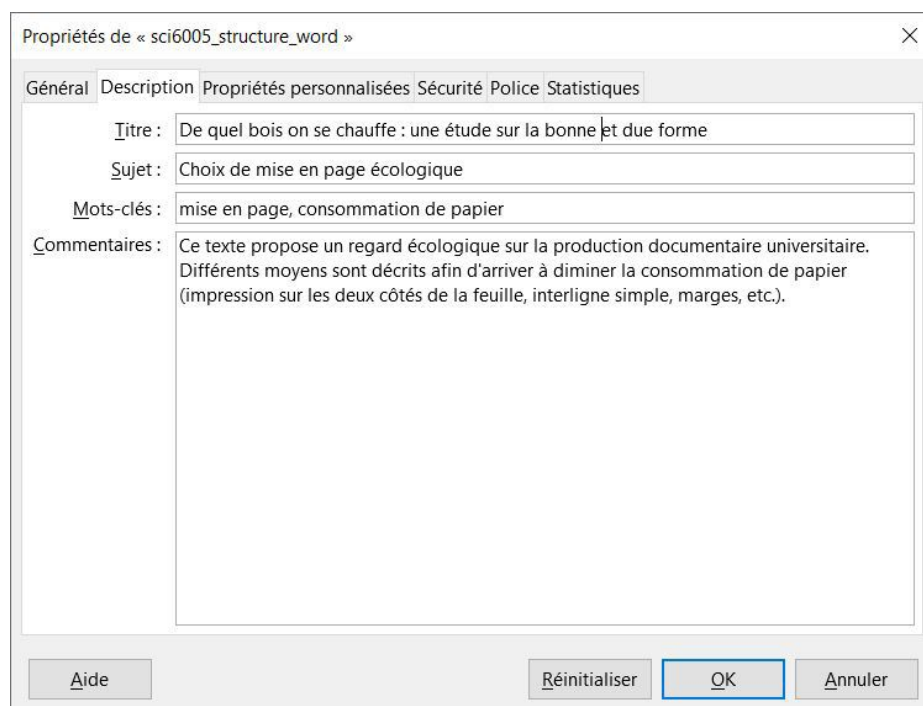 Propriétés de « sci6005_structure_word »
Général Description Propriétés personnalisées Sécurité Police Statistiques
Titre : De quel bois on se chauffe : une étude sur la bonne et due forme
Sujet : Choix de mise en page écologique
Mots-clés : mise en page, consommation de papier
Commentaires : Ce texte propose un regard écologique sur la production documentaire universitaire.
Différents moyens sont décrits afin d'arriver à diminer la consommation de papier
(impression sur les deux côtés de la feuille, interligne simple, marges, etc.).
Aide Réinitialiser OK Annuler